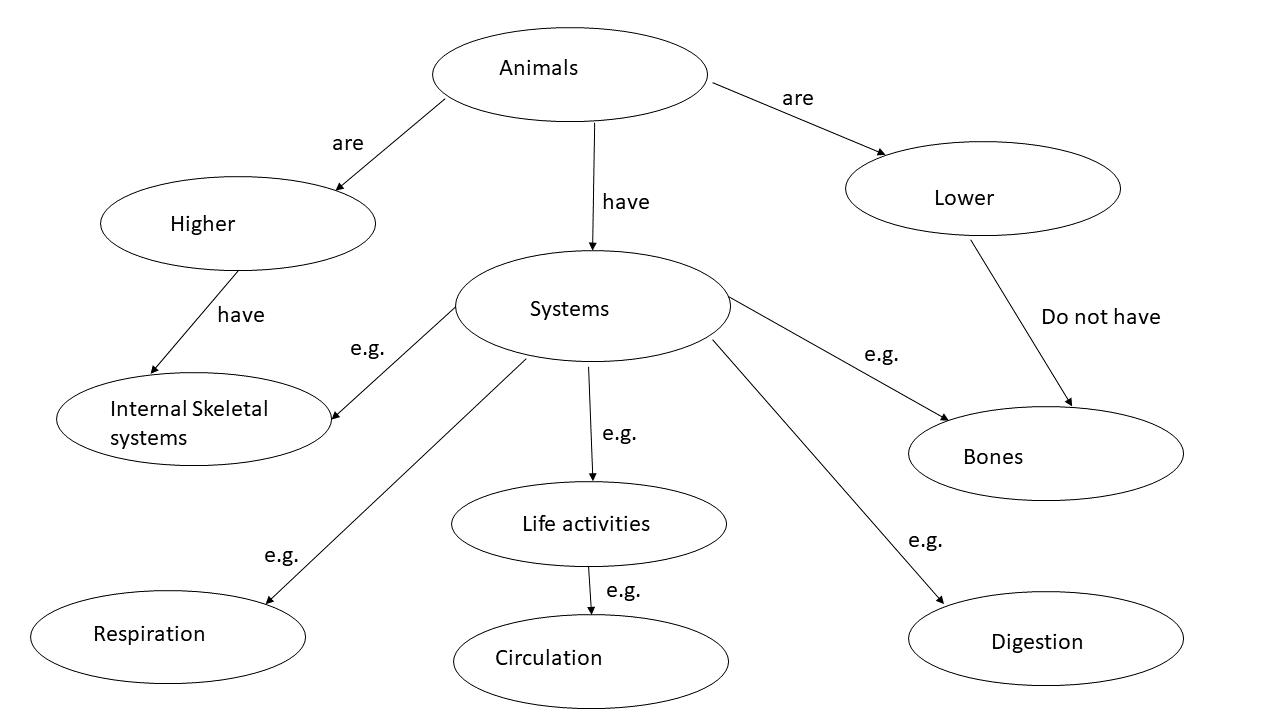 Animals
are
are
Higher
Lower
have
have
Systems
Do not have
e.g.
e.g.
Internal Skeletal
systems
e.g.
Bones
Life activities
e.g.
e.g.
e.g.
Respiration
Circulation
Digestion